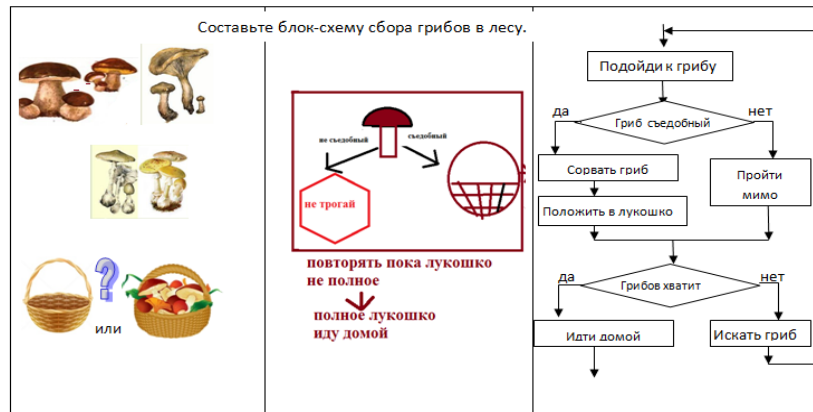 Составьте блок-схему сбора грибов в лесу.
?
или
не съедобный
съедобный
не трогай
повторять пока лукошко
не полное
полное лукошко
иду домой
Подойди к грибу
да
нет
Гриб съедобный
Сорвать гриб
Положить в лукошко
Пройти
мимо
да
нет
Грибов хватит
Идти домой
Искать гриб